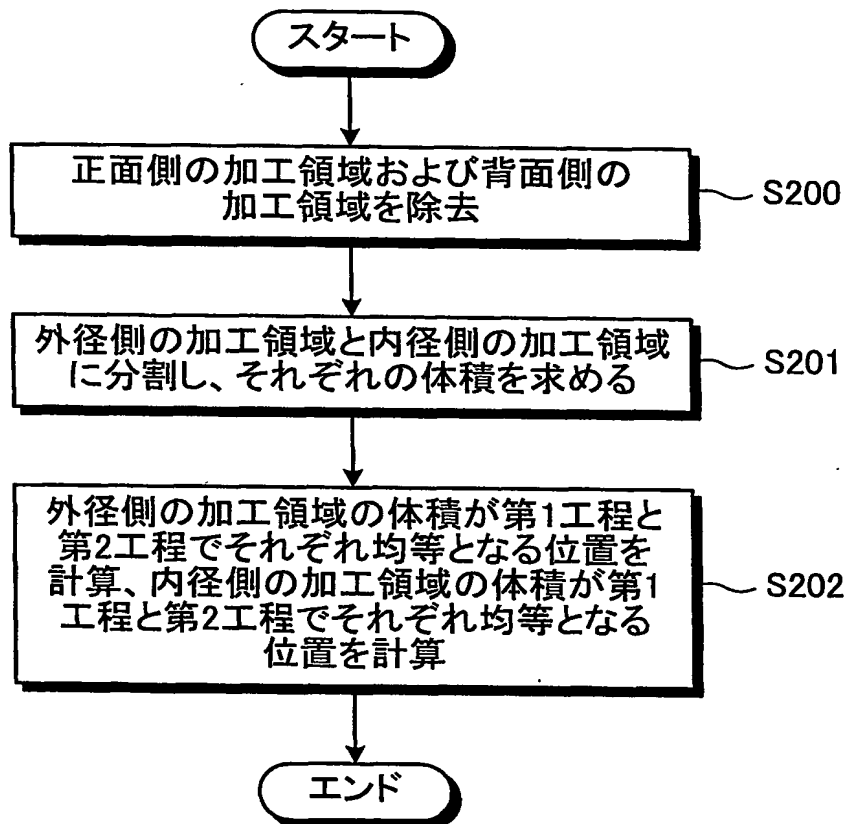 スタート
正面側の加工領域および背面側の
加工領域を除去
S200
外径側の加工領域と内径側の加工領域
に分割し、それぞれの体積を求める
S201
外径側の加工領域の体積が第1工程と
第2工程でそれぞれ均等となる位置を
計算、内径側の加工領域の体積が第1
工程と第2工程でそれぞれ均等となる
位置を計算
S202
エンド